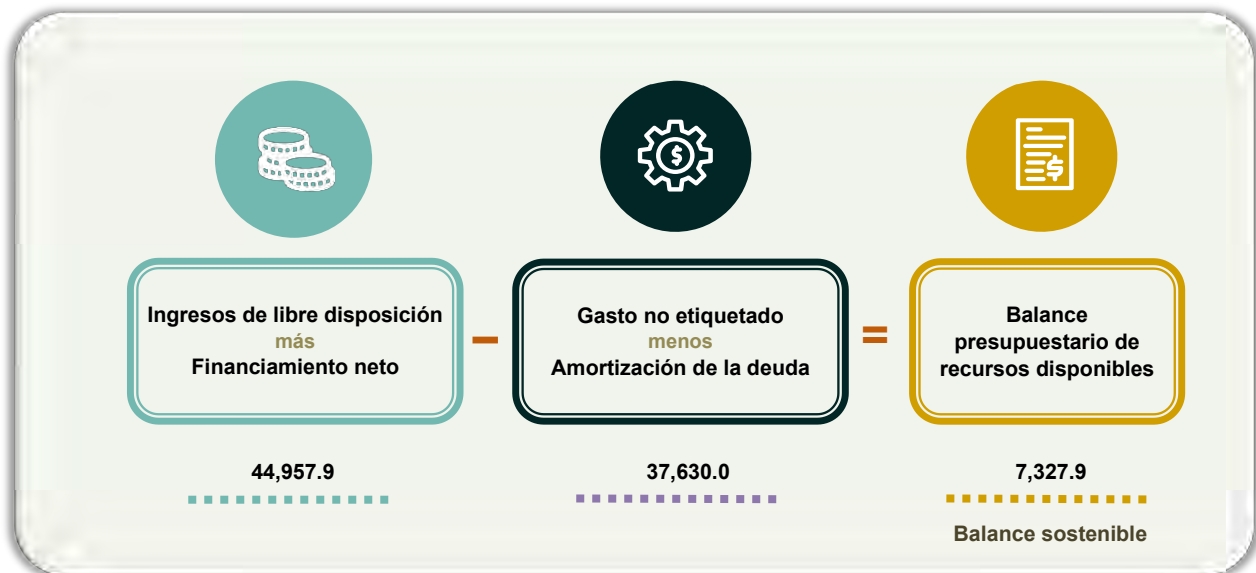 Ingresos de libre disposición
más
Financiamiento neto
–
Gasto no etiquetado
menos
Amortización de la deuda
=
Balance
presupuestario de
recursos disponibles
44,957.9
37,630.0
7,327.9
Balance sostenible